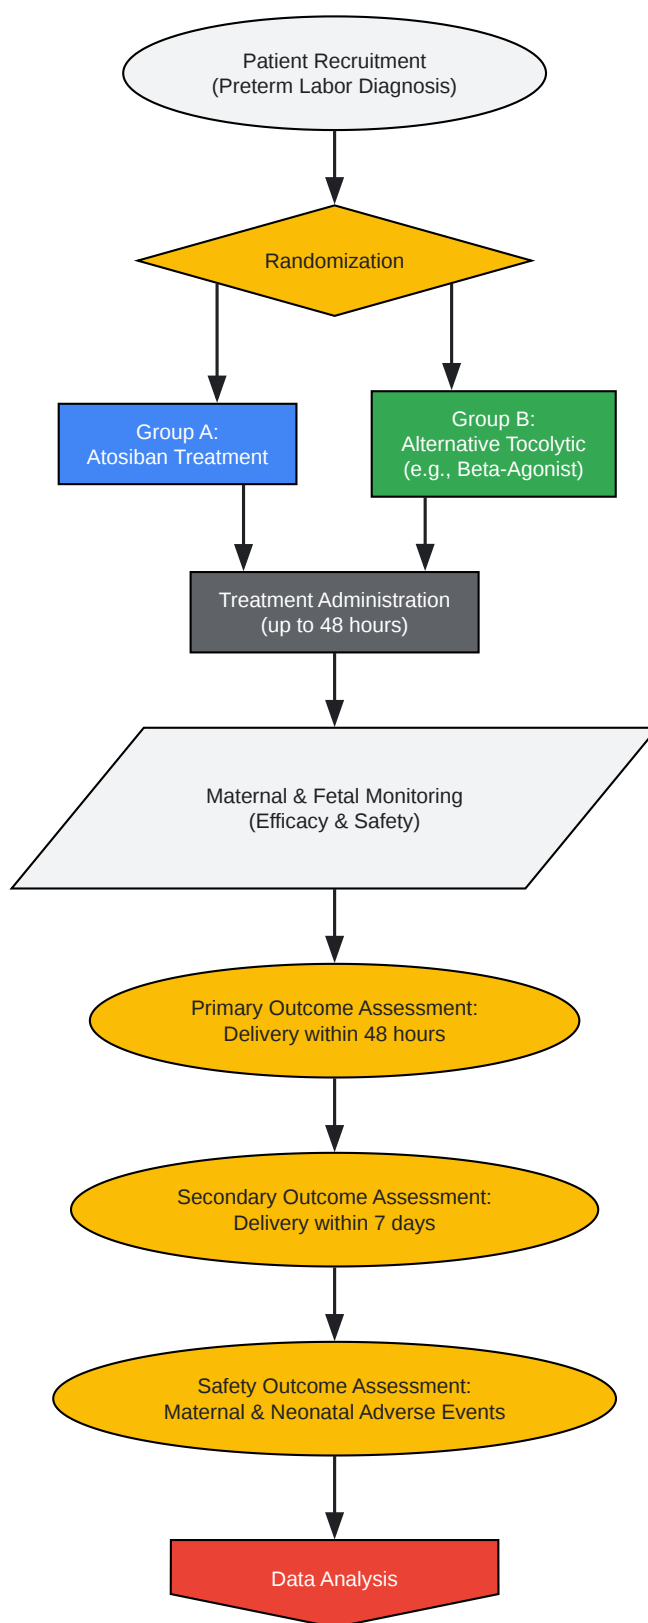 Patient Recruitment
(Preterm Labor Diagnosis)
Randomization
Group A:
Atosiban Treatment
Group B:
Alternative Tocolytic
(e.g., Beta-Agonist)
Treatment Administration
(up to 48 hours)
Maternal & Fetal Monitoring
(Efficacy & Safety)
Primary Outcome Assessment:
Delivery within 48 hours
Secondary Outcome Assessment:
Delivery within 7 days
Safety Outcome Assessment:
Maternal & Neonatal Adverse Events
Data Analysis